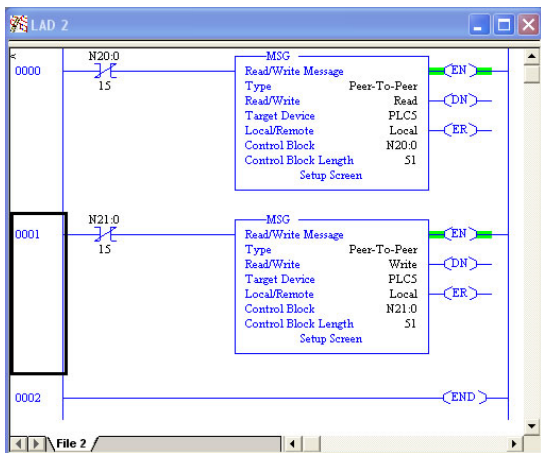 LAD 2
0000
N20:0
15
MSG
Read/Write Message
Type Peer-To-Peer
Read/Write Read
Target Device PLC5
Local/Remote Local
Control Block N20:0
Control Block Length 51
Setup Screen
EN
DN
ER
0001
N21:0
15
MSG
Read/Write Message
Type Peer-To-Peer
Read/Write Write
Target Device PLC5
Local/Remote Local
Control Block N21:0
Control Block Length 51
Setup Screen
EN
DN
ER
0002
END
File 2